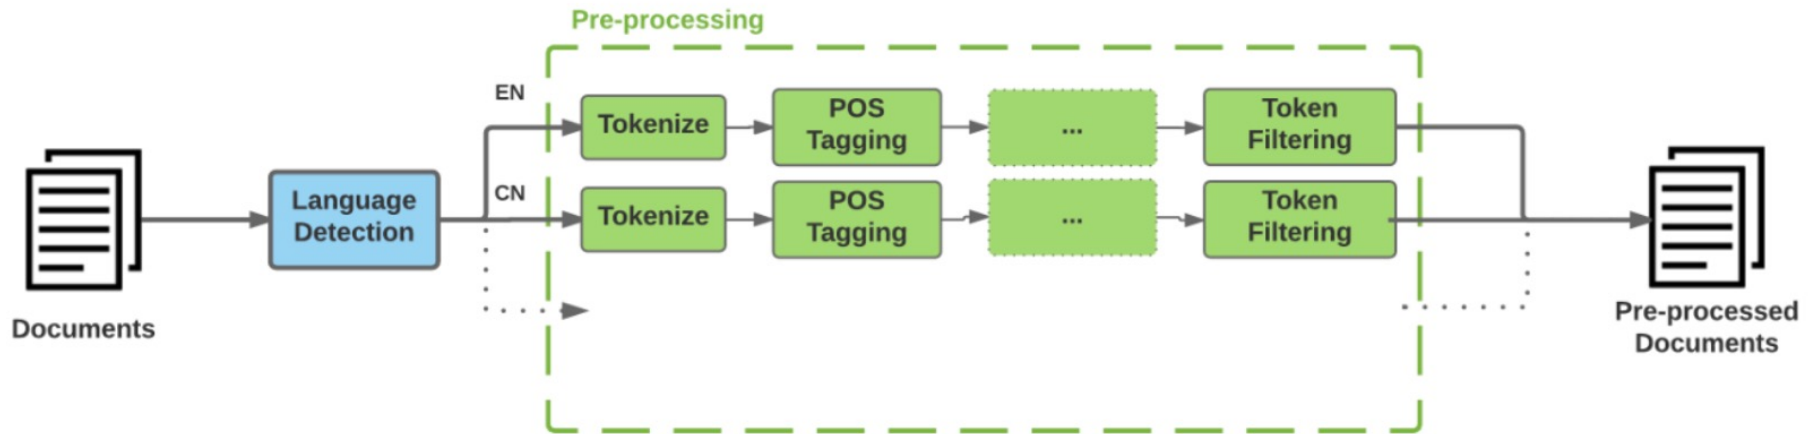 Pre-processing
EN
Tokenize
POS
Tagging
...
Token
Filtering
CN
Language
Detection
Tokenize
POS
Tagging
...
Token
Filtering
Documents
Pre-processed
Documents